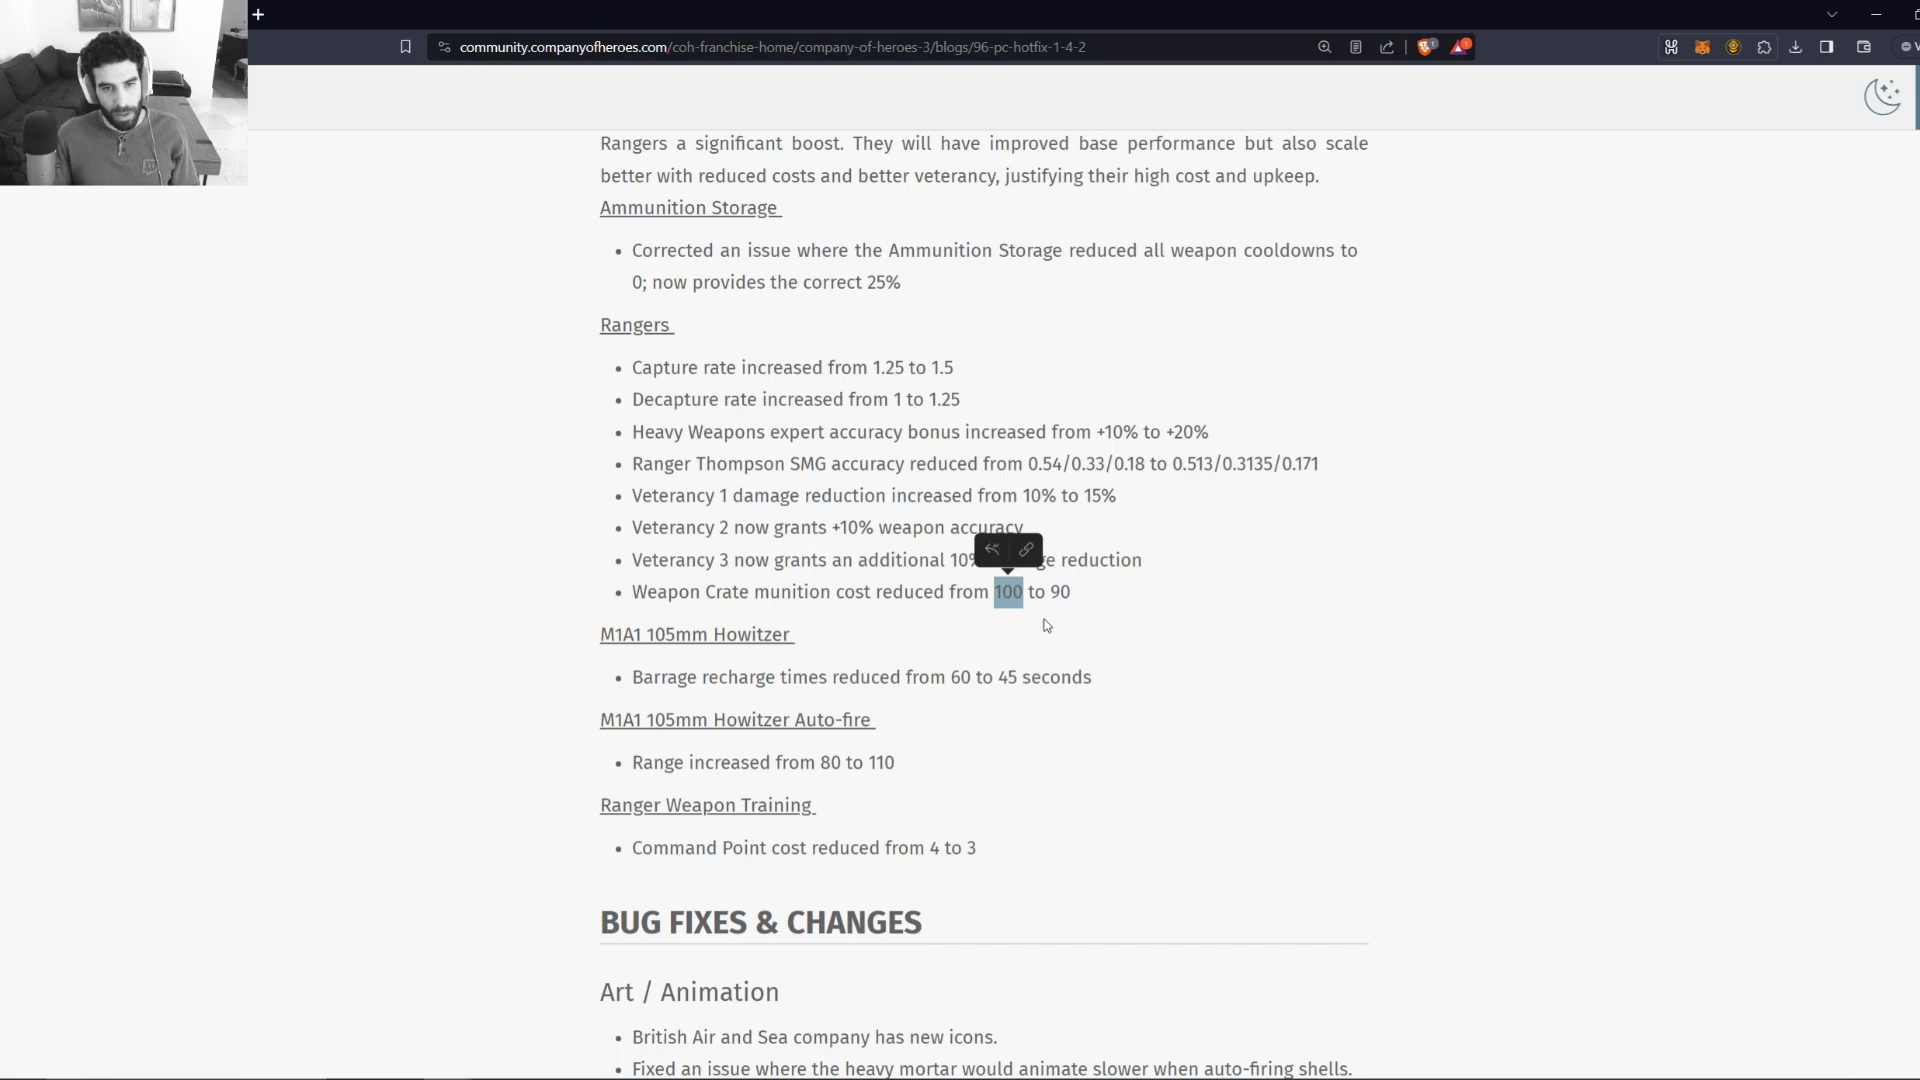 community.companyofheroes.com/coh-franchise-home/company-of-heroes-3/blogs/96-pc-hotfix-1-4-2
Rangers a significant boost. They will have improved base performance but also scale
better with reduced costs and better veterancy, justifying their high cost and upkeep.
Ammunition Storage
• Corrected an issue where the Ammunition Storage reduced all weapon cooldowns to
0; now provides the correct 25%
Rangers
• Capture rate increased from 1.25 to 1.5
• Decapture rate increased from 1 to 1.25
• Heavy Weapons expert accuracy bonus increased from +10% to +20%
• Ranger Thompson SMG accuracy reduced from 0.54/0.33/0.18 to 0.513/0.3135/0.171
• Veterancy 1 damage reduction increased from 10% to 15%
• Veterancy 2 now grants +10% weapon accuracy
• Veterancy 3 now grants an additional 10% reduction
• Weapon Crate munition cost reduced from 100 to 90
M1A1 105mm Howitzer
• Barrage recharge times reduced from 60 to 45 seconds
M1A1 105mm Howitzer Auto-fire
• Range increased from 80 to 110
Ranger Weapon Training
• Command Point cost reduced from 4 to 3
BUG FIXES & CHANGES
Art / Animation
• British Air and Sea company has new icons.
• Fixed an issue where the heavy mortar would animate slower when auto-firing shells.